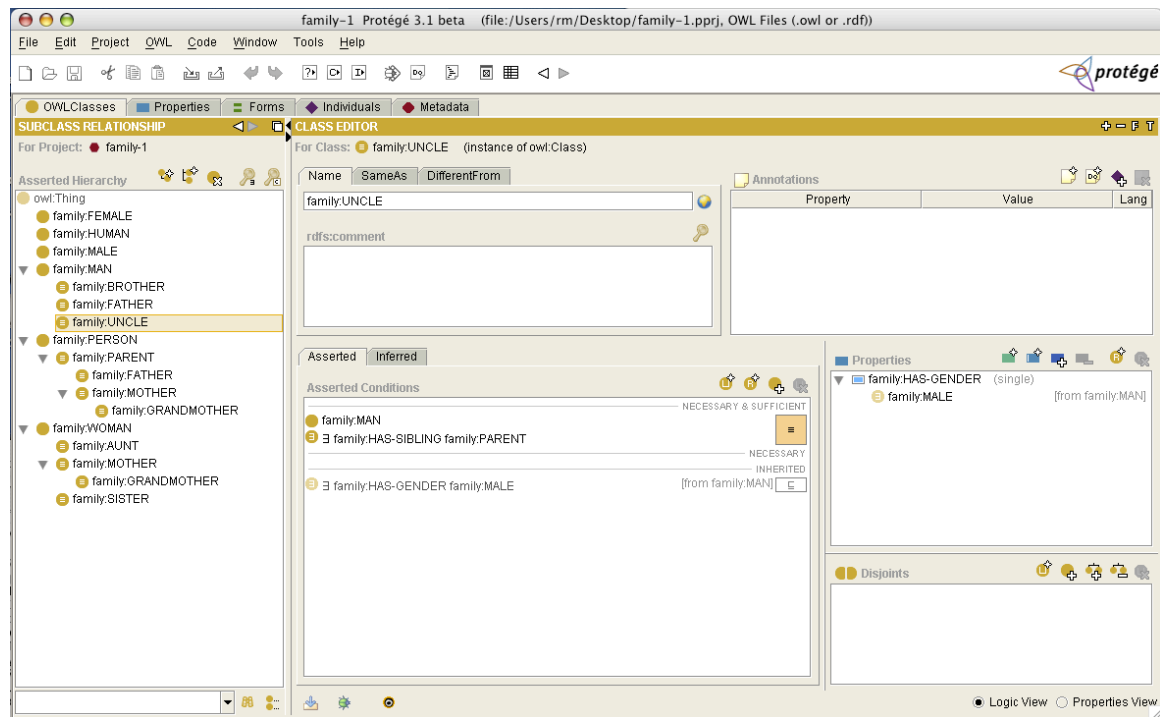 family-1 Protégé 3.1 beta (file:/Users/rm/Desktop/family-1.pprj, OWL Files (.owl or .rdf))
File Edit Project OWL Code Window Tools Help
protégé
OWLClasses Properties Forms Individuals Metadata
SUBCLASS RELATIONSHIP
For Project: family-1
Asserted Hierarchy
owl:Thing
family:FEMALE
family:HUMAN
family:MALE
family:MAN
family:BROTHER
family:FATHER
family:UNCLE
family:PERSON
family:PARENT
family:FATHER
family:MOTHER
family:GRANDMOTHER
family:WOMAN
family:AUNT
family:MOTHER
family:GRANDMOTHER
family:SISTER
CLASS EDITOR
F T
For Class: family:UNCLE (instance of owl:Class)
Name SameAs DifferentFrom
family:UNCLE
rdfs:comment
Annotations
Property Value Lang
Asserted Inferred
Asserted Conditions
NECESSARY & SUFFICIENT
family:MAN
∃ family:HAS-SIBLING family:PARENT
≡
NECESSARY
INHERITED
∃ family:HAS-GENDER family:MALE [from family:MAN] ⊑
Properties
family:HAS-GENDER (single)
family:MALE [from family:MAN]
Disjoints
Logic View Properties View